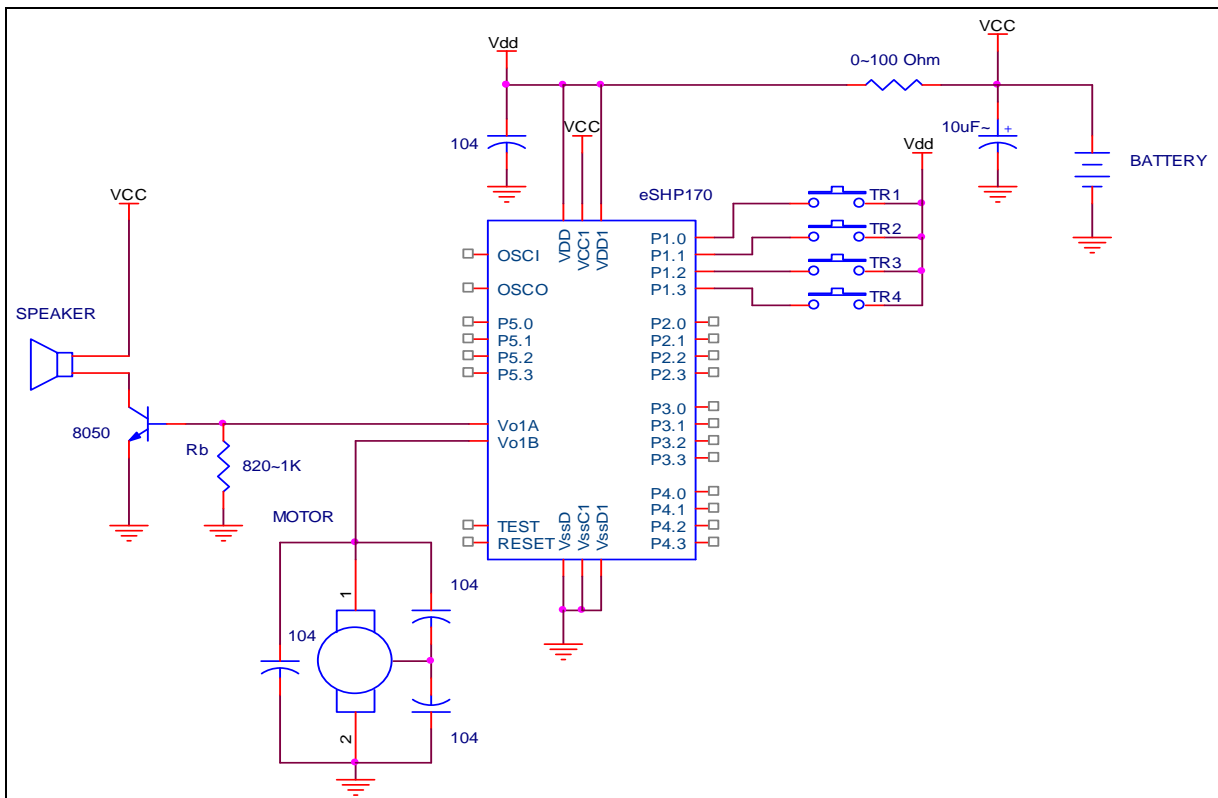 Vdd
VCC
0~100 Ohm
104
VCC
10uF~ +
Vdd
BATTERY
VCC
eSHP170
TR1
TR2
TR3
TR4
VDD
VCC1
VDD1
P1.0
P1.1
P1.2
P1.3
OSCI
OSCO
SPEAKER
P5.0
P5.1
P5.2
P5.3
P2.0
P2.1
P2.2
P2.3
8050
Rb
820~1K
Vo1A
Vo1B
P3.0
P3.1
P3.2
P3.3
MOTOR
TEST
RESET
VssD
VssC1
VssD1
P4.0
P4.1
P4.2
P4.3
1
104
104
2
104